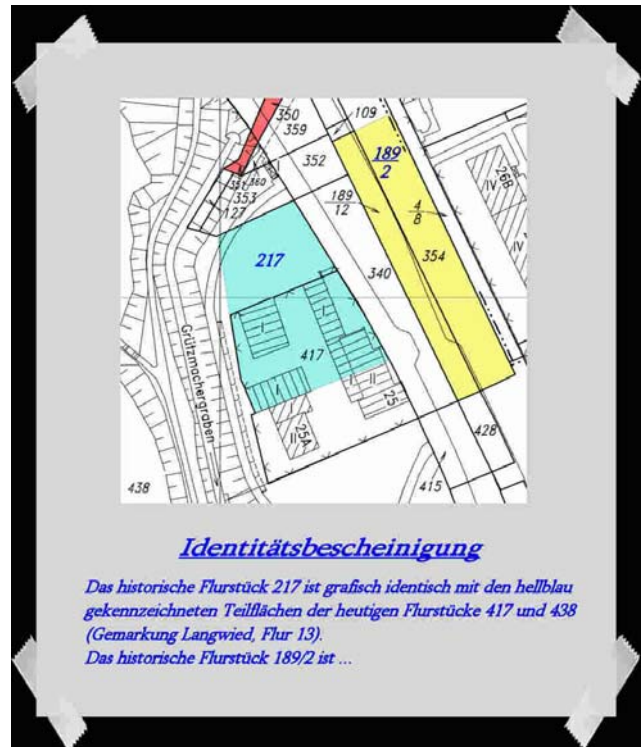 350
359
109
352
189
2
351
360
353
127
189
12
4
8
26B
IV
IV
217
354
340
I
I
417
Grützmachergraben
I
I
II
25
I
II
25A
428
438
415
Identitätsbescheinigung
Das historische Flurstück 217 ist grafisch identisch mit den hellblau
gekennzeichneten Teilflächen der heutigen Flurstücke 417 und 438
(Gemarkung Langwied, Flur 13).
Das historische Flurstück 189/2 ist ...